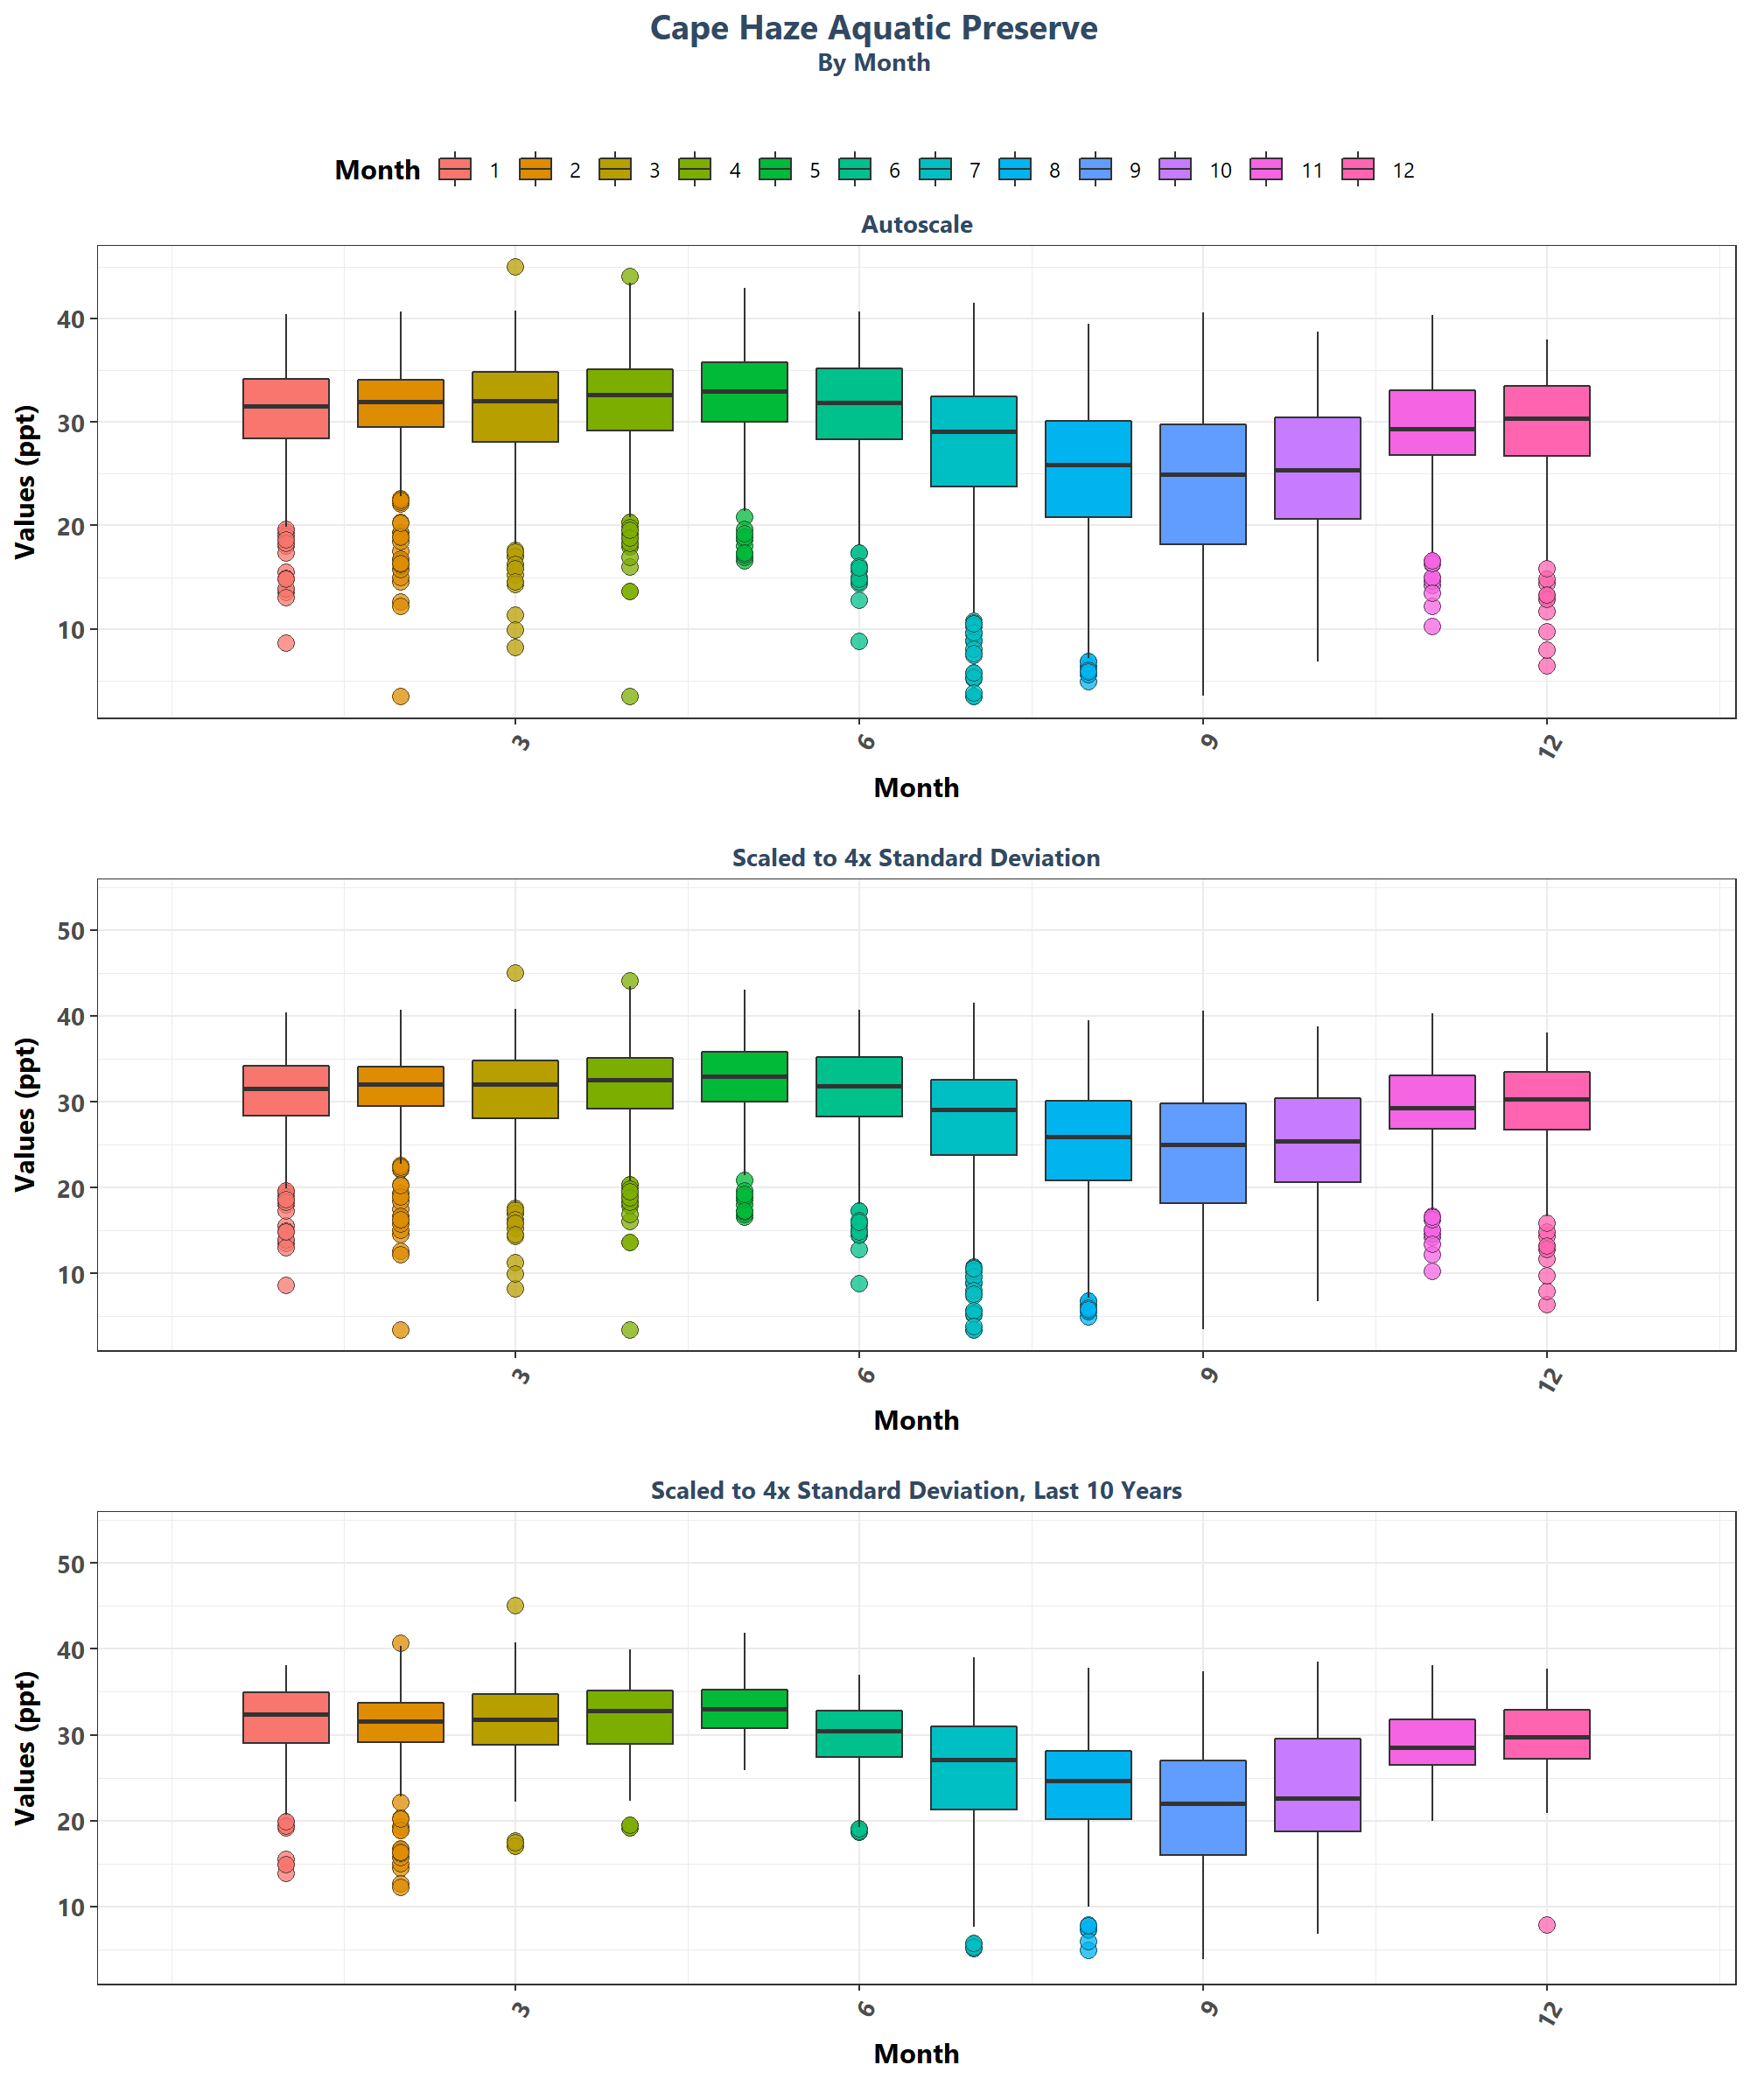 Cape Haze Aquatic Preserve
By Month
Month 1 2 3 4 5 6 7 8 9 10 11 12
Autoscale
Values (ppt)
40
30
20
10
3 6 9 12
Month
Scaled to 4x Standard Deviation
Values (ppt)
50
40
30
20
10
3 6 9 12
Month
Scaled to 4x Standard Deviation, Last 10 Years
Values (ppt)
50
40
30
20
10
3 6 9 12
Month